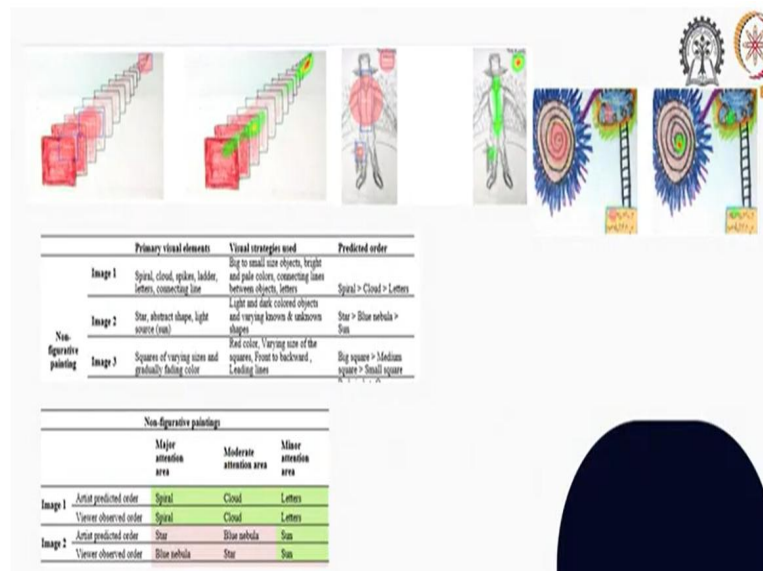 Primary visual elements Visual strategies used Predicted order
Non-figurative painting
Image 1
Spiral, cloud, spikes, ladder, letters, connecting line
Big to small size objects, bright and pale colors, connecting lines between objects, letters
Spiral > Cloud > Letters
Image 2
Star, abstract shape, light source (sun)
Light and dark colored objects and varying known & unknown shapes
Star > Blue nebula > Sun
Image 3
Squares of varying sizes and gradually fading color
Red color, Varying size of the squares, Front to backward , Leading lines
Big square > Medium square > Small square
Non-figurative paintings
Major attention area
Moderate attention area
Minor attention area
Image 1
Artist predicted order Spiral Cloud Letters
Viewer observed order Spiral Cloud Letters
Image 2
Artist predicted order Star Blue nebula Sun
Viewer observed order Blue nebula Star Sun